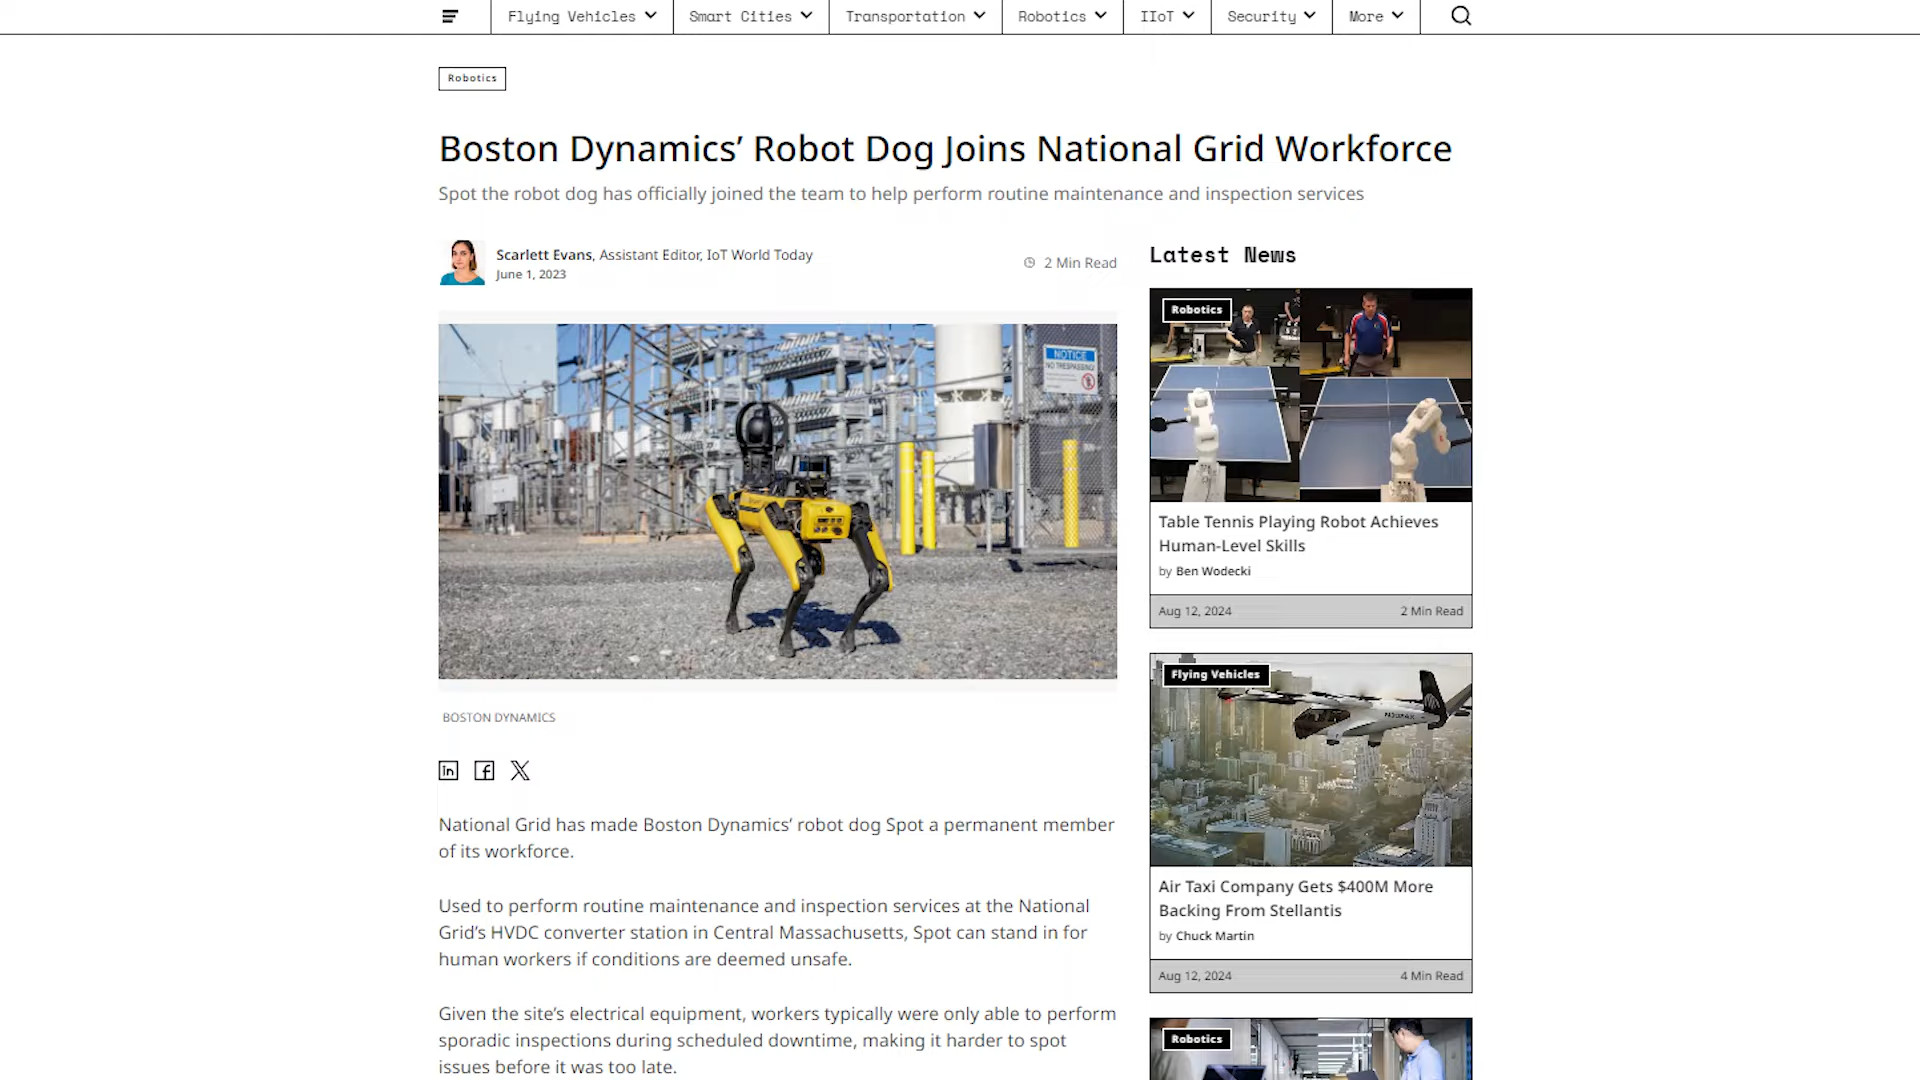 Flying Vehicles
Smart Cities
Transportation
Robotics
IIoT
Security
More
Robotics
Boston Dynamics’ Robot Dog Joins National Grid Workforce
Spot the robot dog has officially joined the team to help perform routine maintenance and inspection services
Scarlett Evans, Assistant Editor, IoT World Today
June 1, 2023
2 Min Read
NOTICE
NO TRESPASSING
BOSTON DYNAMICS
National Grid has made Boston Dynamics’ robot dog Spot a permanent member
of its workforce.
Used to perform routine maintenance and inspection services at the National
Grid’s HVDC converter station in Central Massachusetts, Spot can stand in for
human workers if conditions are deemed unsafe.
Given the site’s electrical equipment, workers typically were only able to perform
sporadic inspections during scheduled downtime, making it harder to spot
issues before it was too late.
Latest News
Robotics
Table Tennis Playing Robot Achieves
Human-Level Skills
by Ben Wodecki
Aug 12, 2024
2 Min Read
Flying Vehicles
Air Taxi Company Gets $400M More
Backing From Stellantis
by Chuck Martin
Aug 12, 2024
4 Min Read
Robotics